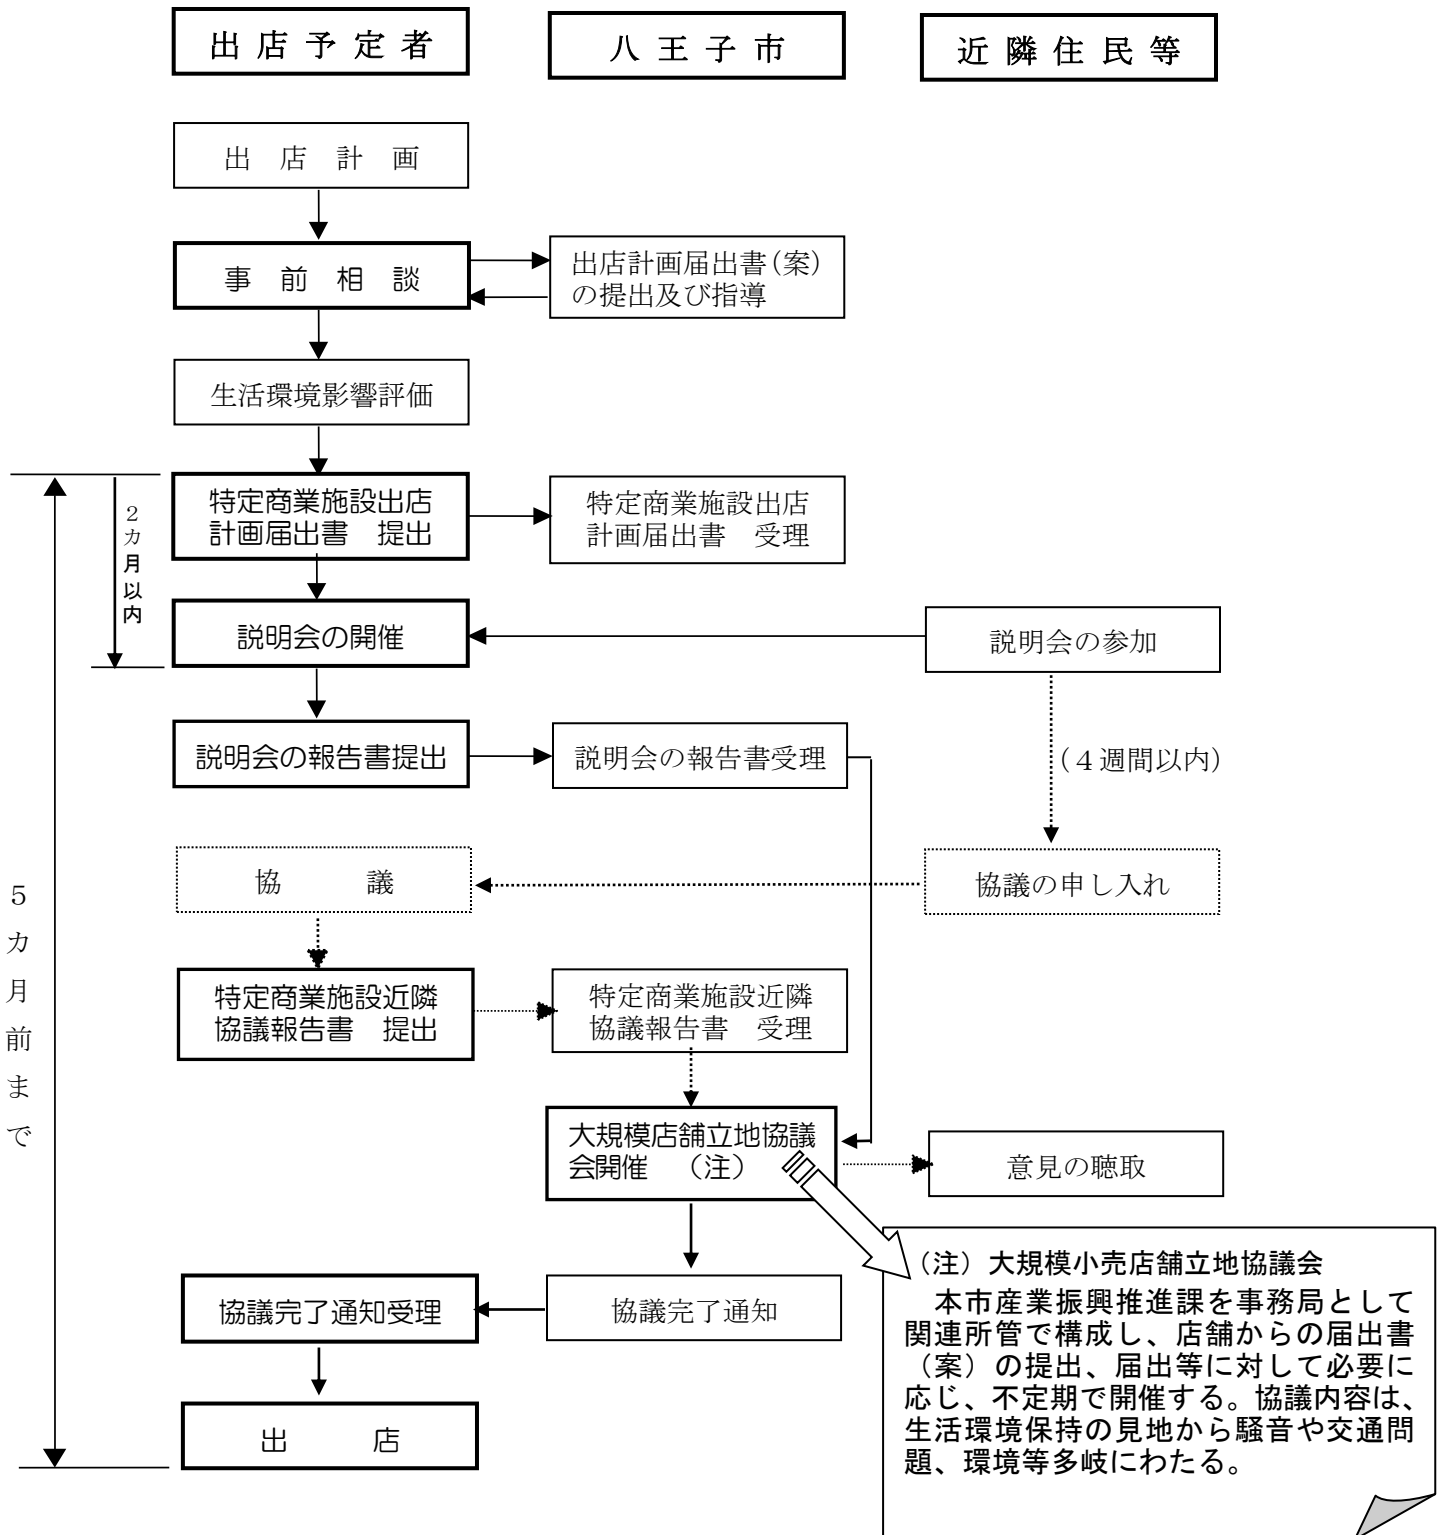 出店予定者
八王子市
近隣住民等
出店計画
事前相談
出店計画届出書(案)
の提出及び指導
生活環境影響評価
特定商業施設出店
計画届出書　提出
特定商業施設出店
計画届出書　受理
2カ月以内
説明会の開催
説明会の参加
説明会の報告書提出
説明会の報告書受理
(４週間以内)
協　　議
協議の申し入れ
5カ月前まで
特定商業施設近隣
協議報告書　提出
特定商業施設近隣
協議報告書　受理
大規模店舗立地協議
会開催　（注）
意見の聴取
協議完了通知受理
協議完了通知
出　　店
（注）大規模小売店舗立地協議会
　本市産業振興推進課を事務局として
関連所管で構成し、店舗からの届出書
（案）の提出、届出等に対して必要に
応じ、不定期で開催する。協議内容は、
生活環境保持の見地から騒音や交通問
題、環境等多岐にわたる。